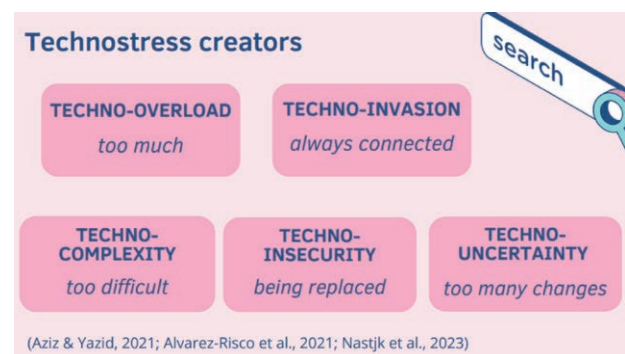 Technostress creators
search
TECHNO-OVERLOAD
too much
TECHNO-INVASION
always connected
TECHNO-
COMPLEXITY
too difficult
TECHNO-
INSECURITY
being replaced
TECHNO-
UNCERTAINTY
too many changes
(Aziz & Yazid, 2021; Alvarez-Risco et al., 2021; Nastjk et al., 2023)